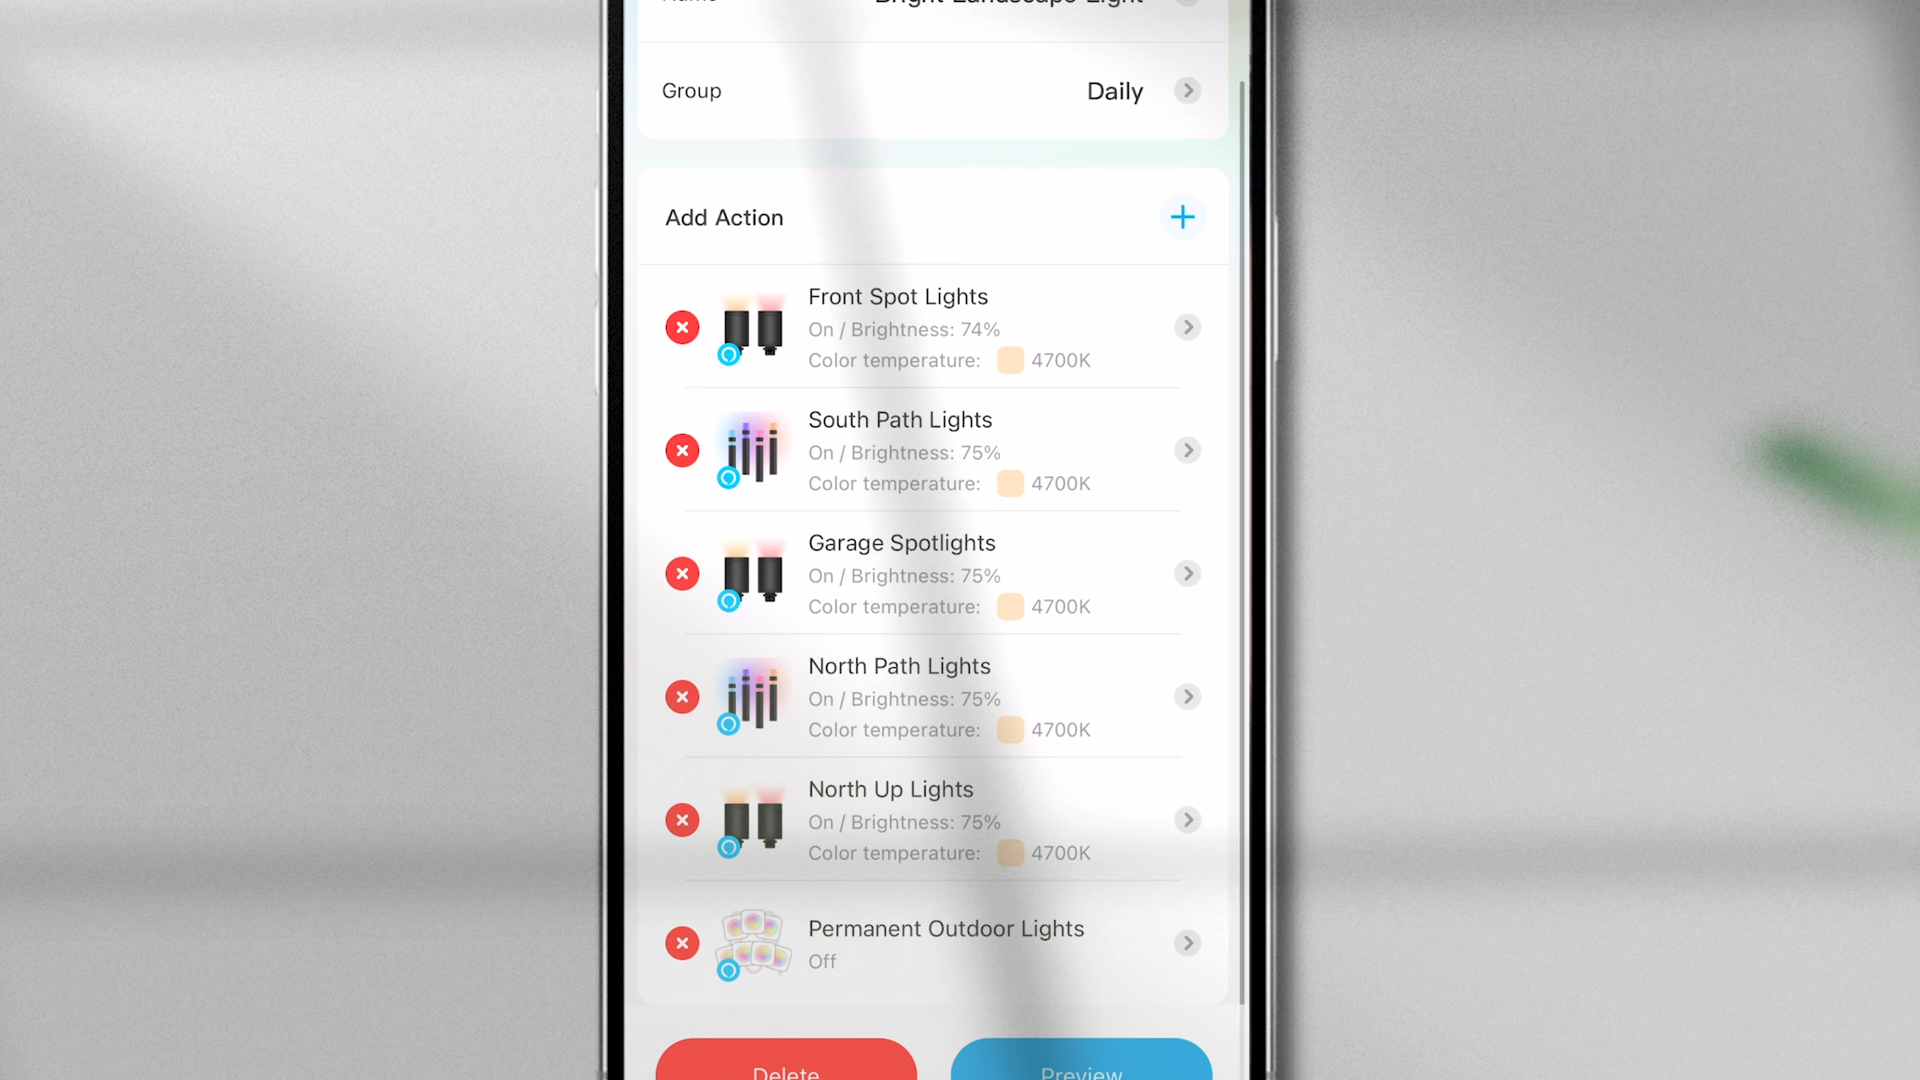 Name Bright Landscape Light
Group Daily
Add Action
Front Spot Lights
On / Brightness: 74%
Color temperature: 4700K
South Path Lights
On / Brightness: 75%
Color temperature: 4700K
Garage Spotlights
On / Brightness: 75%
Color temperature: 4700K
North Path Lights
On / Brightness: 75%
Color temperature: 4700K
North Up Lights
On / Brightness: 75%
Color temperature: 4700K
Permanent Outdoor Lights
Off
Delete Preview